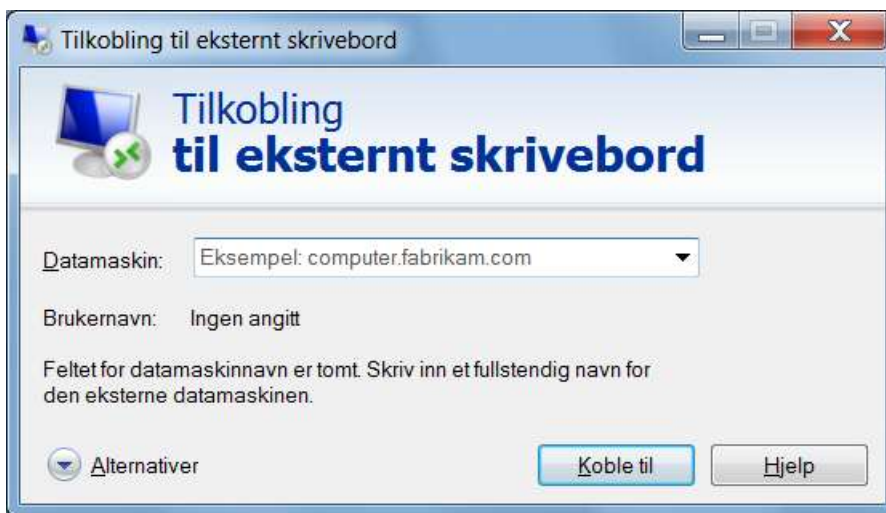 Tilkobling til eksternt skrivebord
Tilkobling
til eksternt skrivebord
Datamaskin: Eksempel: computer.fabrikam.com
Brukernavn: Ingen angitt
Feltet for datamaskinnavn er tomt. Skriv inn et fullstendig navn for
den eksterne datamaskinen.
Alternativer Koble til Hjelp